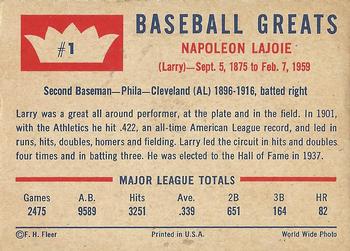 #1
BASEBALL GREATS
NAPOLEON LAJOIE
(Larry)—Sept. 5, 1875 to Feb. 7, 1959
Second Baseman—Phila—Cleveland (AL) 1896-1916, batted right
Larry was a great all around performer, at the plate and in the field. In 1901,
with the Athletics he hit .422, an all-time American League record, and led in
runs, hits, doubles, homers and fielding. Larry led the circuit in hits and doubles
four times and in batting three. He was elected to the Hall of Fame in 1937.
MAJOR LEAGUE TOTALS
Games A.B. Hits Ave. 2B 3B HR
2475 9589 3251 .339 651 164 82
©F. H. Fleer Printed in U.S.A. World Wide Photo